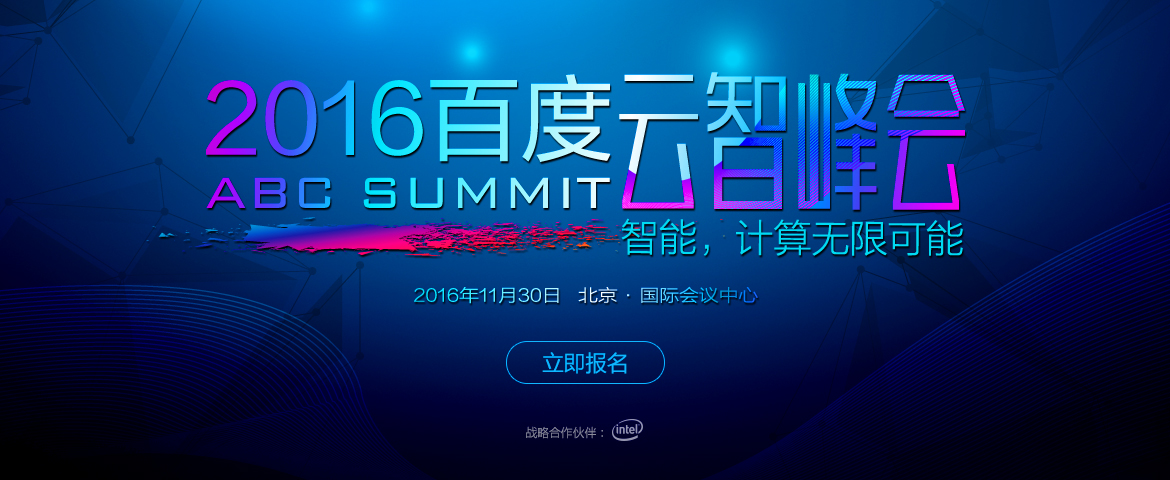 2016百度云智峰会
ABC SUMMIT
智能，计算无限可能
2016年11月30日 北京·国际会议中心
立即报名
战略合作伙伴： intel